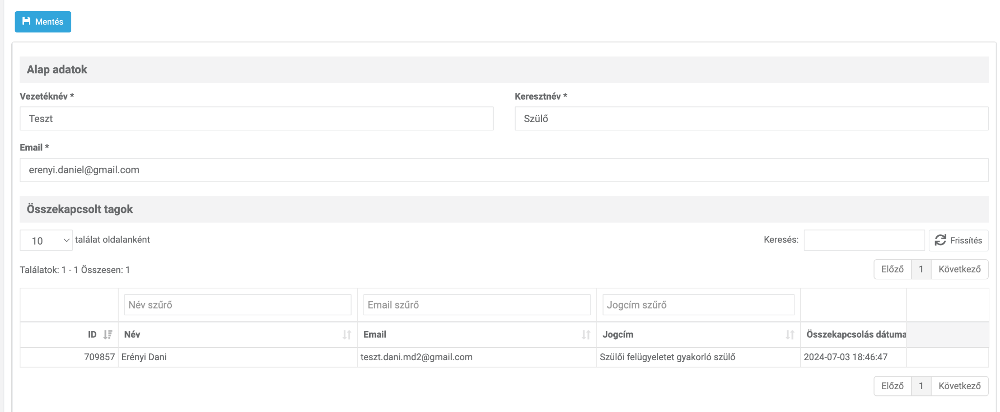 Mentés
Alap adatok
Vezetéknév * Keresztnév *
Teszt Szülő
Email *
erenyi.daniel@gmail.com
Összekapcsolt tagok
10 találat oldalanként Keresés: Frissítés
Találatok: 1 - 1 Összesen: 1 Előző 1 Következő
Név szűrő Email szűrő Jogcím szűrő
ID Név Email Jogcím Összekapcsolás dátuma
709857 Erényi Dani teszt.dani.md2@gmail.com Szülői felügyeletet gyakorló szülő 2024-07-03 18:46:47
Előző 1 Következő